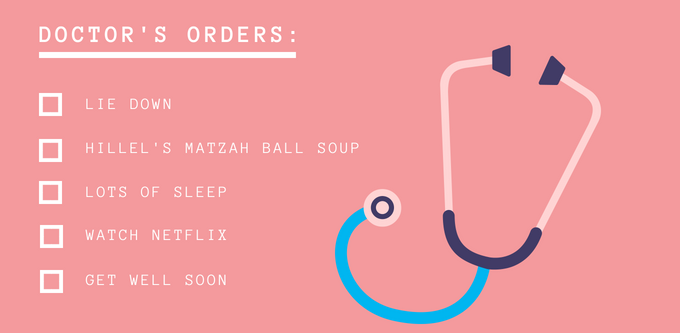 DOCTOR'S ORDERS:
LIE DOWN
HILLEL'S MATZAH BALL SOUP
LOTS OF SLEEP
WATCH NETFLIX
GET WELL SOON